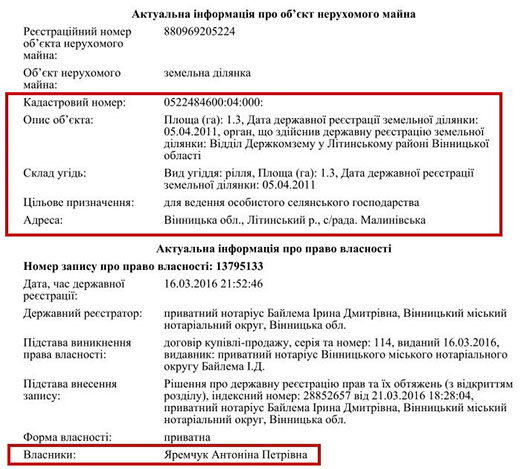 Актуальна інформація про об’єкт нерухомого майна
Реєстраційний номер об’єкта нерухомого майна: 880969205224
Об’єкт нерухомого майна: земельна ділянка
Кадастровий номер: 0522484600:04:000:
Опис об’єкта: Площа (га): 1.3, Дата державної реєстрації земельної ділянки:
05.04.2011, орган, що здійснив державну реєстрацію земельної
ділянки: Відділ Держкомзему у Літинському районі Вінницької
області
Склад угідь: Вид угіддя: рілля, Площа (га): 1.3, Дата державної реєстрації
земельної ділянки: 05.04.2011
Цільове призначення: для ведення особистого селянського господарства
Адреса: Вінницька обл., Літинський р., с/рада. Малинівська
Актуальна інформація про право власності
Номер запису про право власності: 13795133
Дата, час державної реєстрації: 16.03.2016 21:52:46
Державний реєстратор: приватний нотаріус Байлема Ірина Дмитрівна, Вінницький міський
нотаріальний округ, Вінницька обл.
Підстава виникнення права власності: договір купівлі-продажу, серія та номер: 114, виданий 16.03.2016,
видавник: приватний нотаріус Вінницького міського нотаріального
округу Байлема І.Д.
Підстава внесення запису: Рішення про державну реєстрацію прав та їх обтяжень (з відкриттям
розділу), індексний номер: 28852657 від 21.03.2016 18:28:04,
приватний нотаріус Байлема Ірина Дмитрівна, Вінницький міський
нотаріальний округ, Вінницька обл.
Форма власності: приватна
Власники: Яремчук Антоніна Петрівна